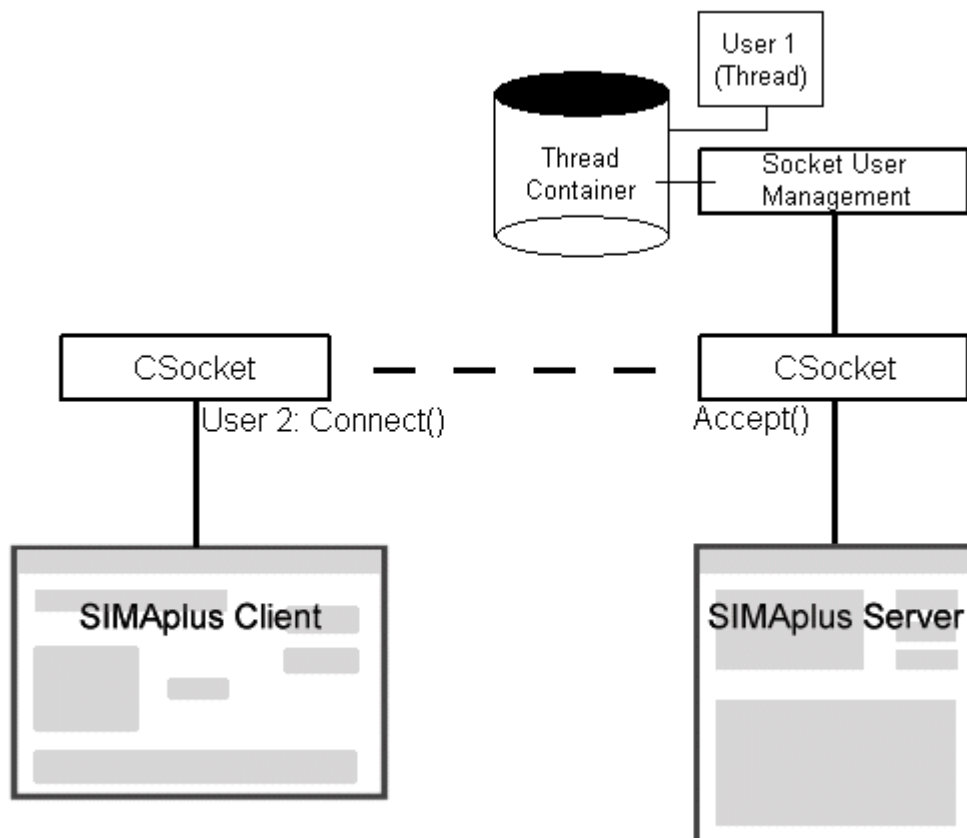 User 1
(Thread)
Thread
Container
Socket User
Management
CSocket
CSocket
User 2: Connect()
Accept()
SIMAplus Client
SIMAplus Server